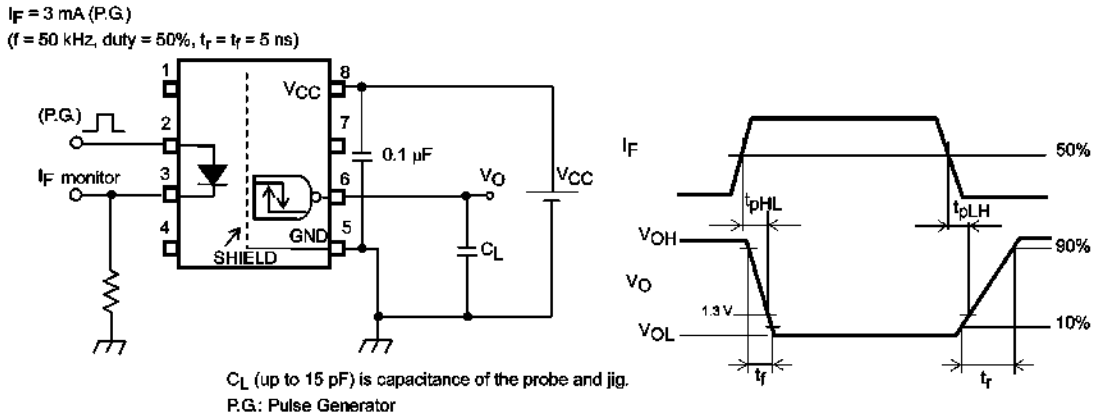 IF = 3 mA (P.G.)
(f = 50 kHz, duty = 50%, tr = tf = 5 ns)
1
8
VCC
(P.G.)
2
7
0.1 µF
IF monitor
3
6
VO
VCC
4
5
GND
SHIELD
CL
CL (up to 15 pF) is capacitance of the probe and jig.
P.G.: Pulse Generator
IF
50%
tpHL
tpLH
VOH
90%
VO
1.3 V
VOL
10%
tf
tr